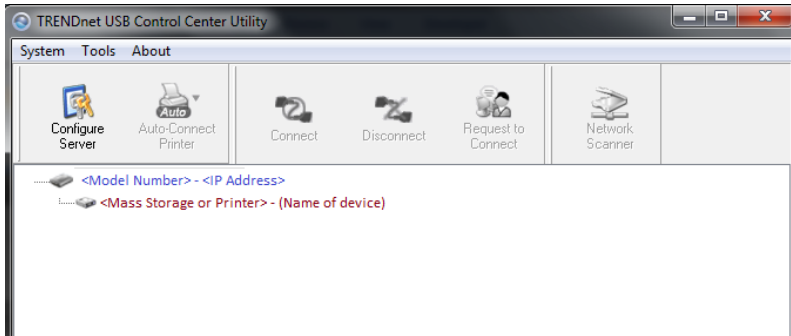 TRENDnet USB Control Center Utility
System Tools About
Auto
Configure Server
Auto-Connect Printer
Connect
Disconnect
Request to Connect
Network Scanner
<Model Number> - <IP Address>
<Mass Storage or Printer> - (Name of device)